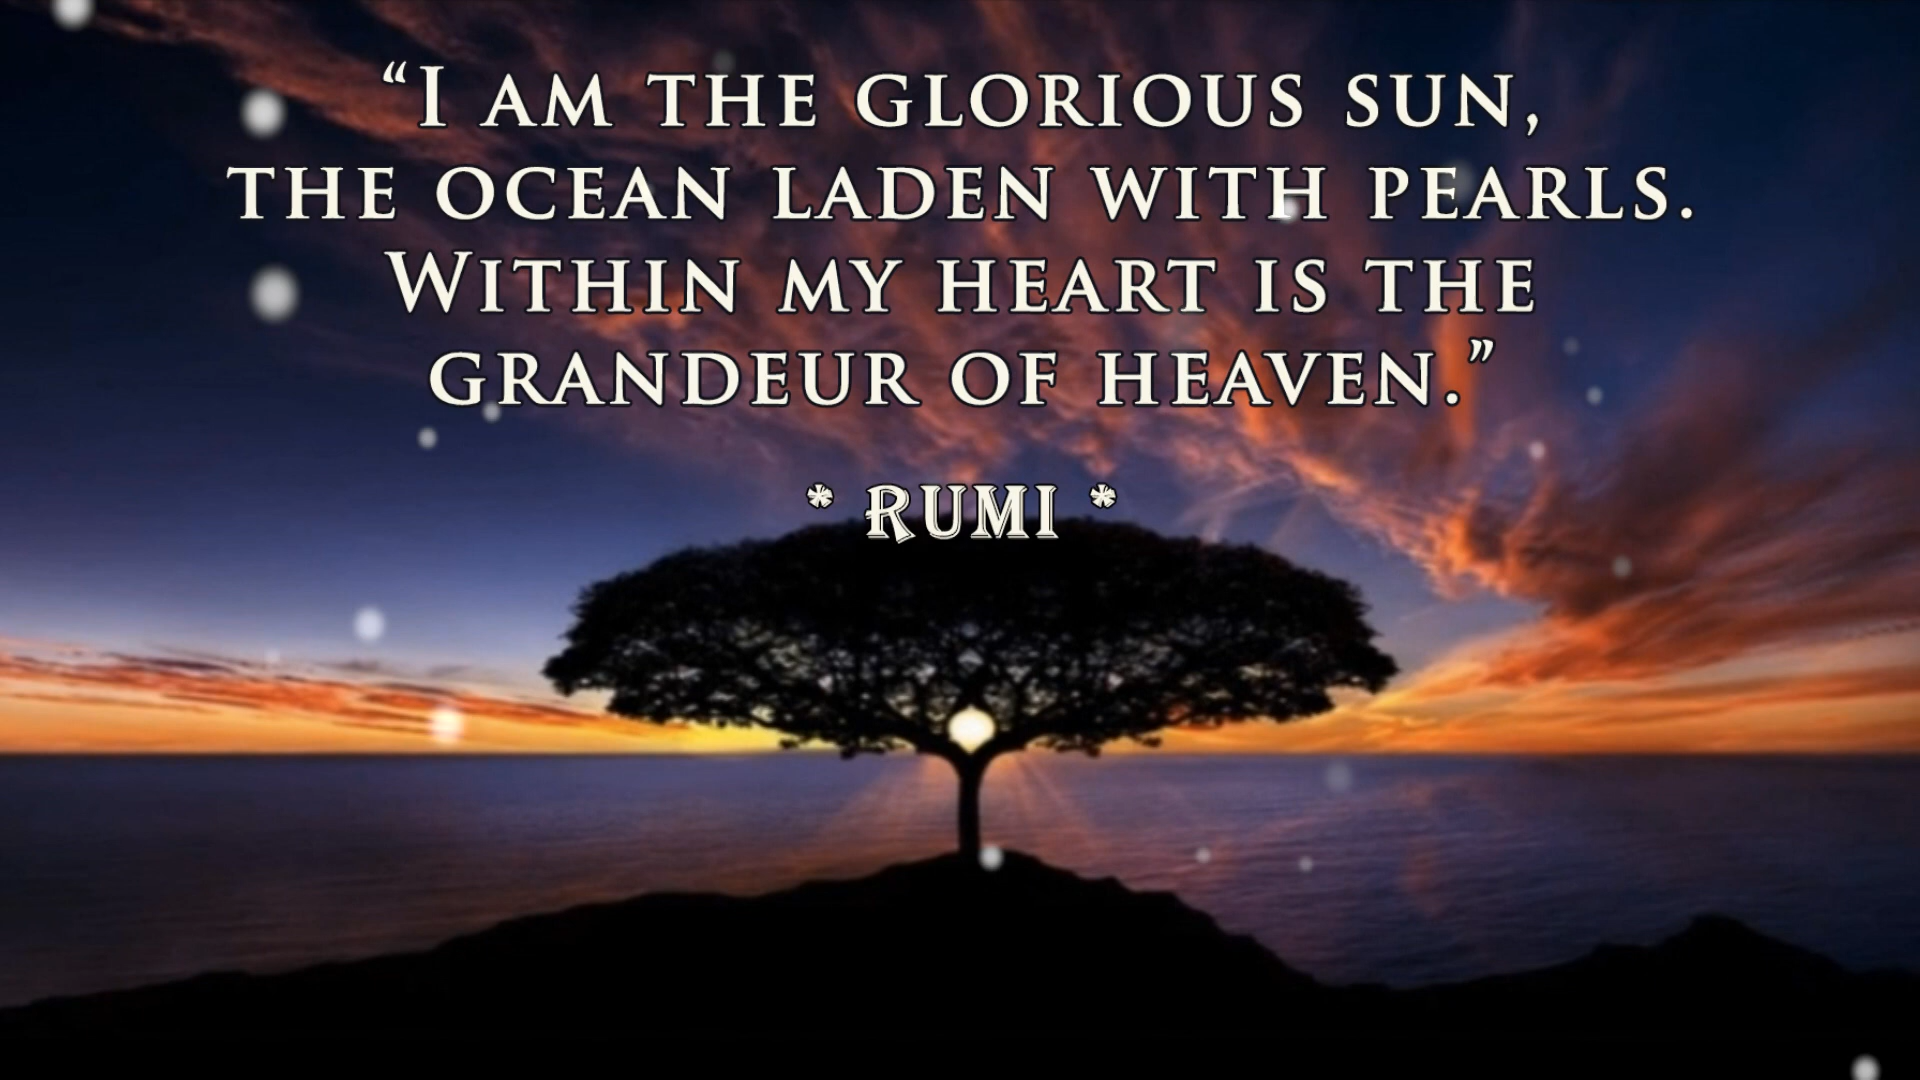 “I am the glorious sun,
the ocean laden with pearls.
Within my heart is the
grandeur of heaven.”
* RUMI *